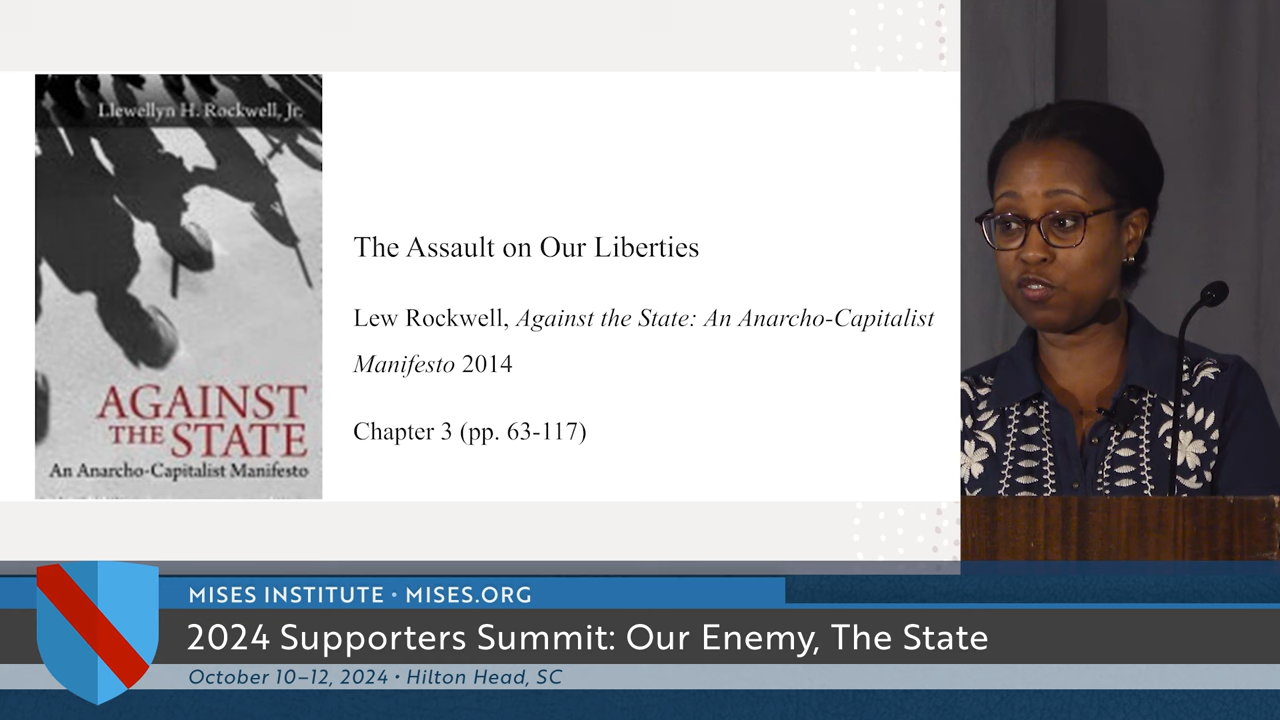 Llewellyn H. Rockwell, Jr.
AGAINST
THE STATE
An Anarcho-Capitalist Manifesto
The Assault on Our Liberties
Lew Rockwell, Against the State: An Anarcho-Capitalist
Manifesto 2014
Chapter 3 (pp. 63-117)
MISES INSTITUTE • MISES.ORG
2024 Supporters Summit: Our Enemy, The State
October 10–12, 2024 • Hilton Head, SC